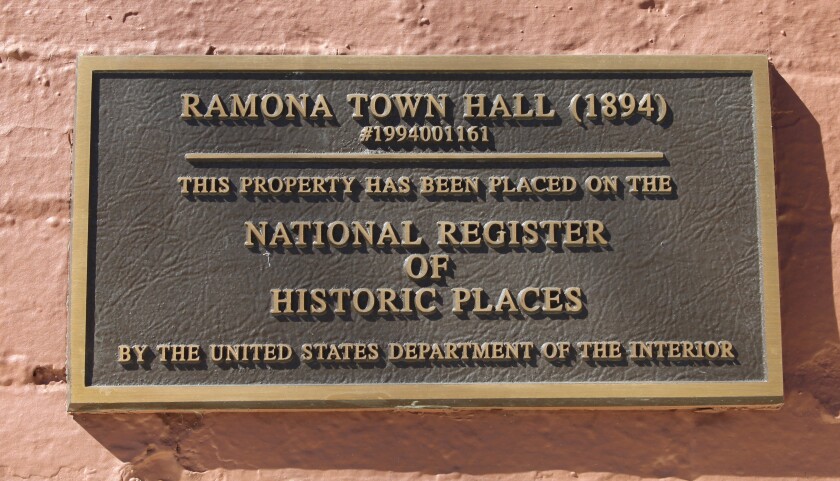 RAMONA TOWN HALL (1894)
#1994001161
THIS PROPERTY HAS BEEN PLACED ON THE
NATIONAL REGISTER
OF
HISTORIC PLACES
BY THE UNITED STATES DEPARTMENT OF THE INTERIOR